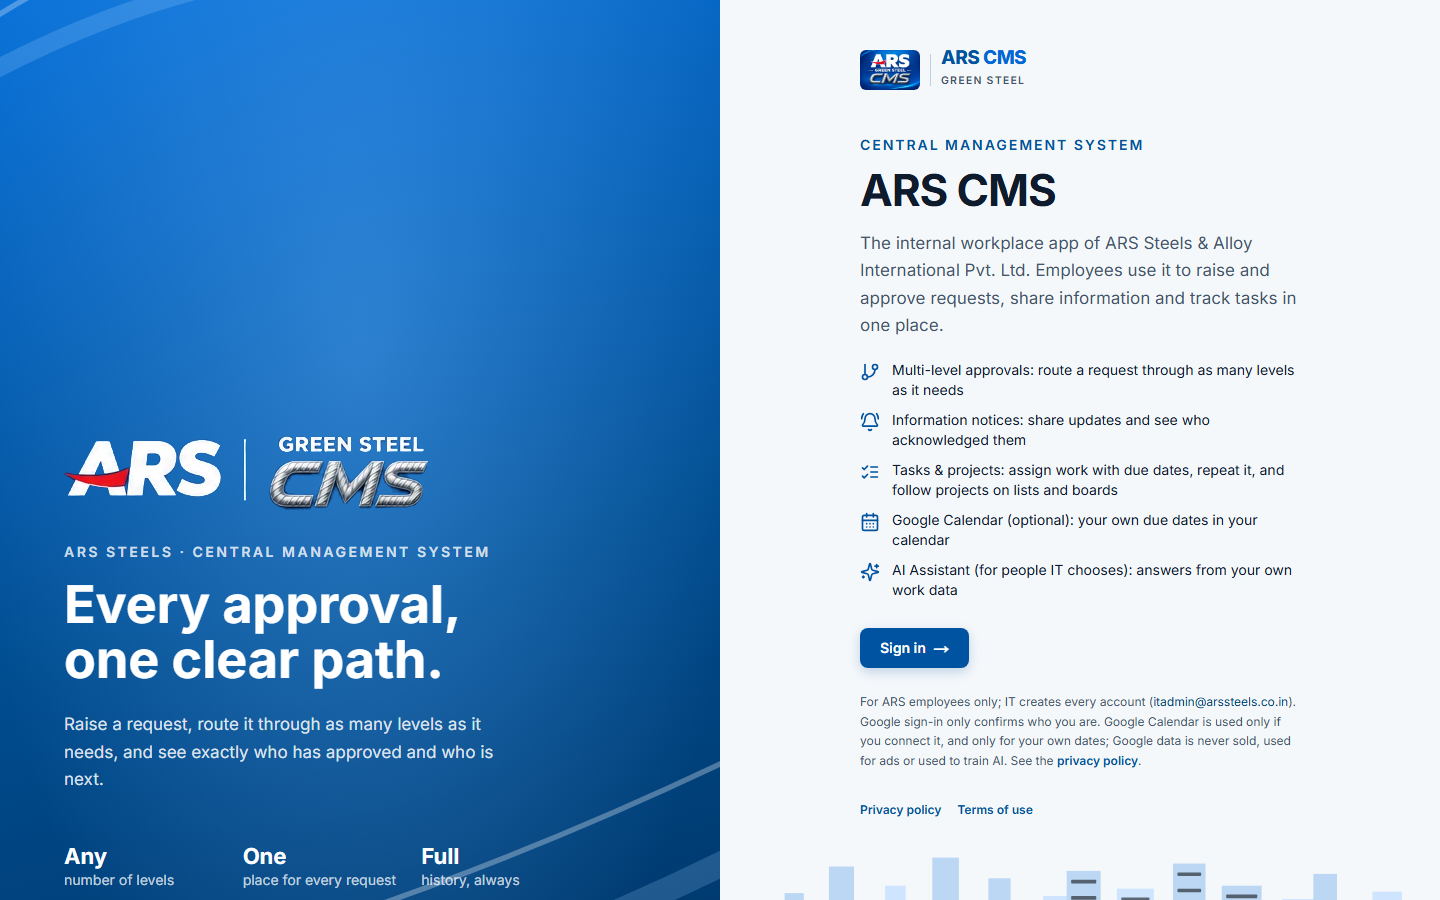 ARS
GREEN STEEL
CMS
ARS STEELS · CENTRAL MANAGEMENT SYSTEM
Every approval,
one clear path.
Raise a request, route it through as many levels as it
needs, and see exactly who has approved and who is
next.
Any
number of levels
One
place for every request
Full
history, always
ARS
GREEN STEEL
CMS
ARS CMS
GREEN STEEL
CENTRAL MANAGEMENT SYSTEM
ARS CMS
The internal workplace app of ARS Steels & Alloy
International Pvt. Ltd. Employees use it to raise and
approve requests, share information and track tasks in
one place.
Multi-level approvals: route a request through as many levels
as it needs
Information notices: share updates and see who
acknowledged them
Tasks & projects: assign work with due dates, repeat it, and
follow projects on lists and boards
Google Calendar (optional): your own due dates in your
calendar
AI Assistant (for people IT chooses): answers from your own
work data
Sign in →
For ARS employees only; IT creates every account (itadmin@arssteels.co.in).
Google sign-in only confirms who you are. Google Calendar is used only if
you connect it, and only for your own dates; Google data is never sold, used
for ads or used to train AI. See the privacy policy.
Privacy policy Terms of use